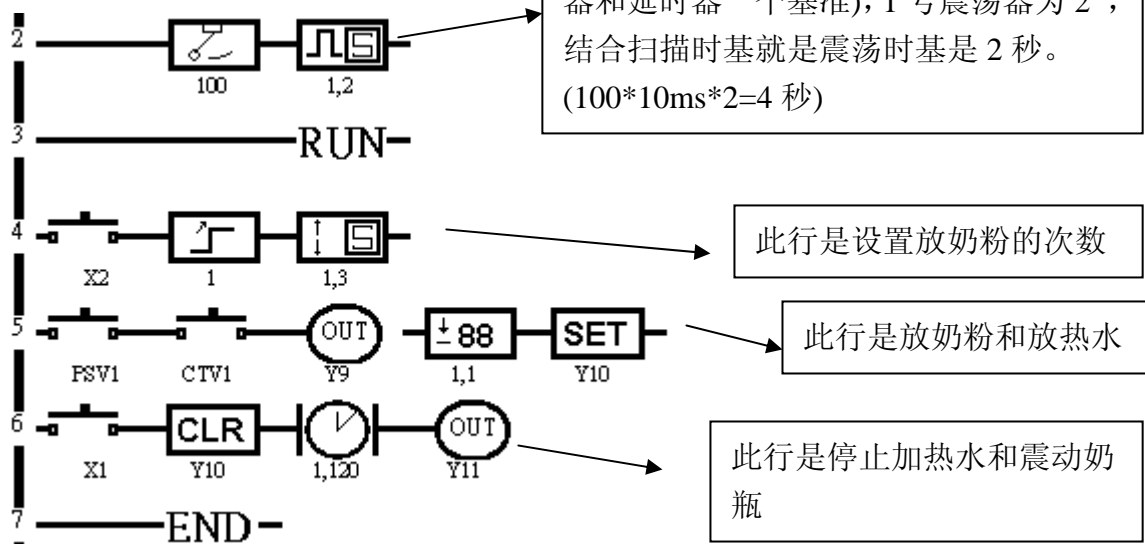 器和延时器一个基准)，1 号震荡器为 2 ，
结合扫描时基就是震荡时基是 2 秒。
(100*10ms*2=4 秒)
2
100
1,2
3
RUN
4
X2
1
1,3
此行是设置放奶粉的次数
5
OUT
88
SET
PSV1
CTV1
Y9
1,1
Y10
此行是放奶粉和放热水
6
CLR
OUT
X1
Y10
1,120
Y11
此行是停止加热水和震动奶
瓶
7
END